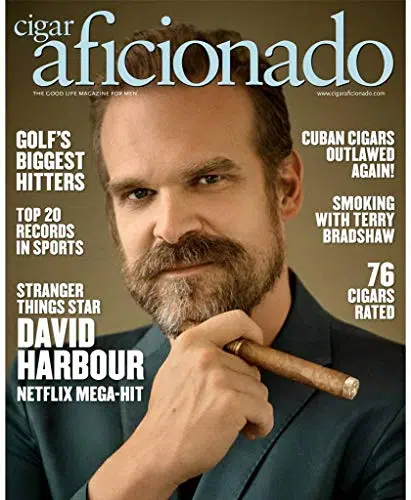 cigar
aficionado
THE GOOD LIFE MAGAZINE FOR MEN
www.cigaraficionado.com
GOLF'S
BIGGEST
HITTERS
TOP 20
RECORDS
IN SPORTS
STRANGER
THINGS STAR
DAVID
HARBOUR
NETFLIX MEGA-HIT
CUBAN CIGARS
OUTLAWED
AGAIN!
SMOKING
WITH TERRY
BRADSHAW
76
CIGARS
RATED